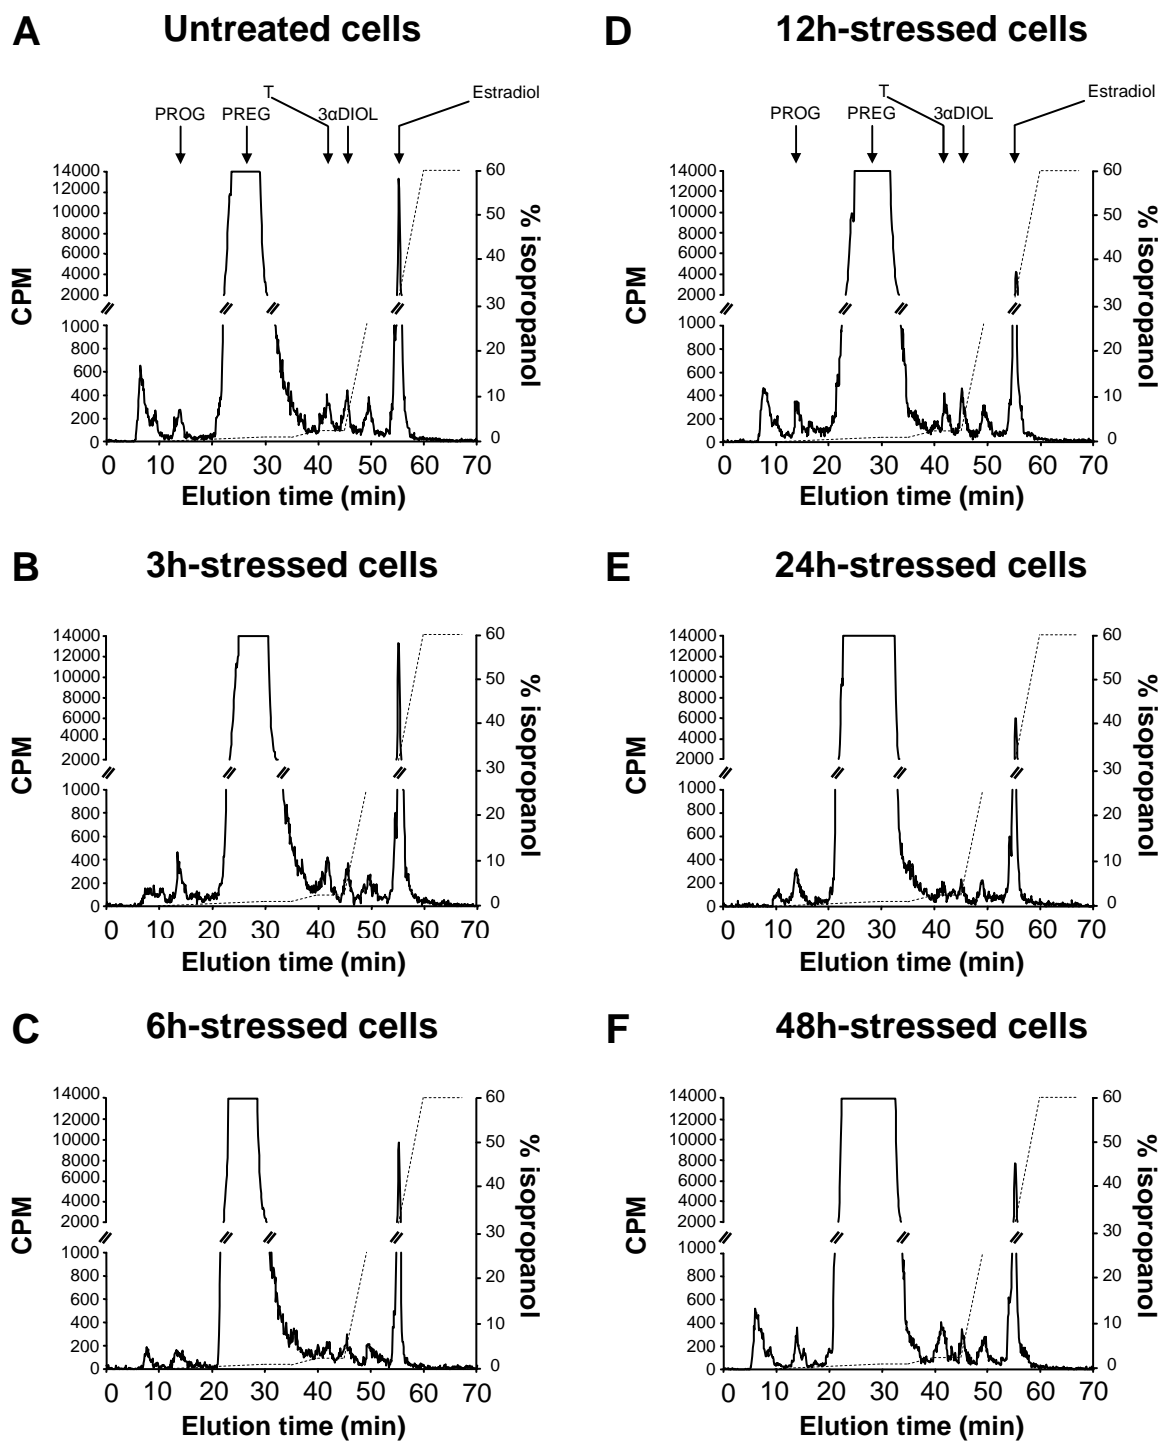 A
Untreated cells
T
Estradiol
PROG
PREG
3αDIOL
14000
12000
10000
8000
6000
4000
2000
1000
800
600
400
200
0
CPM
60
50
40
30
20
10
0
% isopropanol
0 10 20 30 40 50 60 70
Elution time (min)
D
12h-stressed cells
T
Estradiol
PROG
PREG
3αDIOL
14000
12000
10000
8000
6000
4000
2000
1000
800
600
400
200
0
CPM
60
50
40
30
20
10
0
% isopropanol
0 10 20 30 40 50 60 70
Elution time (min)
B
3h-stressed cells
14000
12000
10000
8000
6000
4000
2000
1000
800
600
400
200
0
CPM
60
50
40
30
20
10
0
% isopropanol
0 10 20 30 40 50 60 70
Elution time (min)
E
24h-stressed cells
14000
12000
10000
8000
6000
4000
2000
1000
800
600
400
200
0
CPM
60
50
40
30
20
10
0
% isopropanol
0 10 20 30 40 50 60 70
Elution time (min)
C
6h-stressed cells
14000
12000
10000
8000
6000
4000
2000
1000
800
600
400
200
0
CPM
60
50
40
30
20
10
0
% isopropanol
0 10 20 30 40 50 60 70
Elution time (min)
F
48h-stressed cells
14000
12000
10000
8000
6000
4000
2000
1000
800
600
400
200
0
CPM
60
50
40
30
20
10
0
% isopropanol
0 10 20 30 40 50 60 70
Elution time (min)